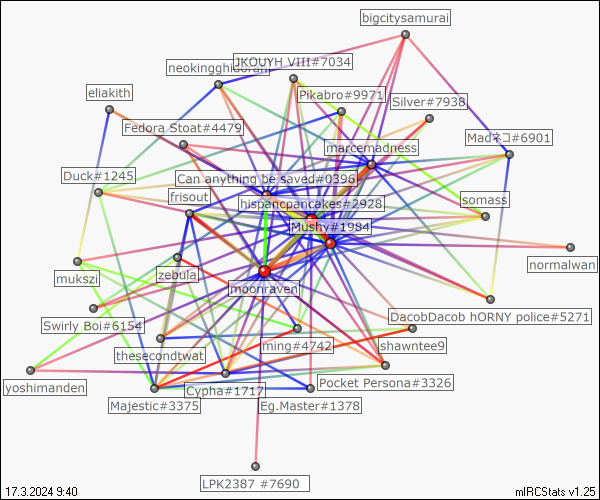 bigcitysamurai
JKOUYH VIII#7034
neokingghidorah
eliakith
Pikabro#9971
Silver#7938
Fedora Stoat#4479
Madネコ#6901
marcemadness
Duck#1245
Can anything be saved#0396
frisout
hispancpancakes#2928
somass
Mushy#1984
normalwan
mukszi
zebula
moonraven
Swirly Boi#6154
DacobDacob hORNY police#5271
thesecondtwat
ming#4742
shawntee9
yoshimanden
Cypha#1717
Pocket Persona#3326
Majestic#3375
Eg.Master#1378
LPK2387 #7690
17.3.2024 9:40
mIRCStats v1.25